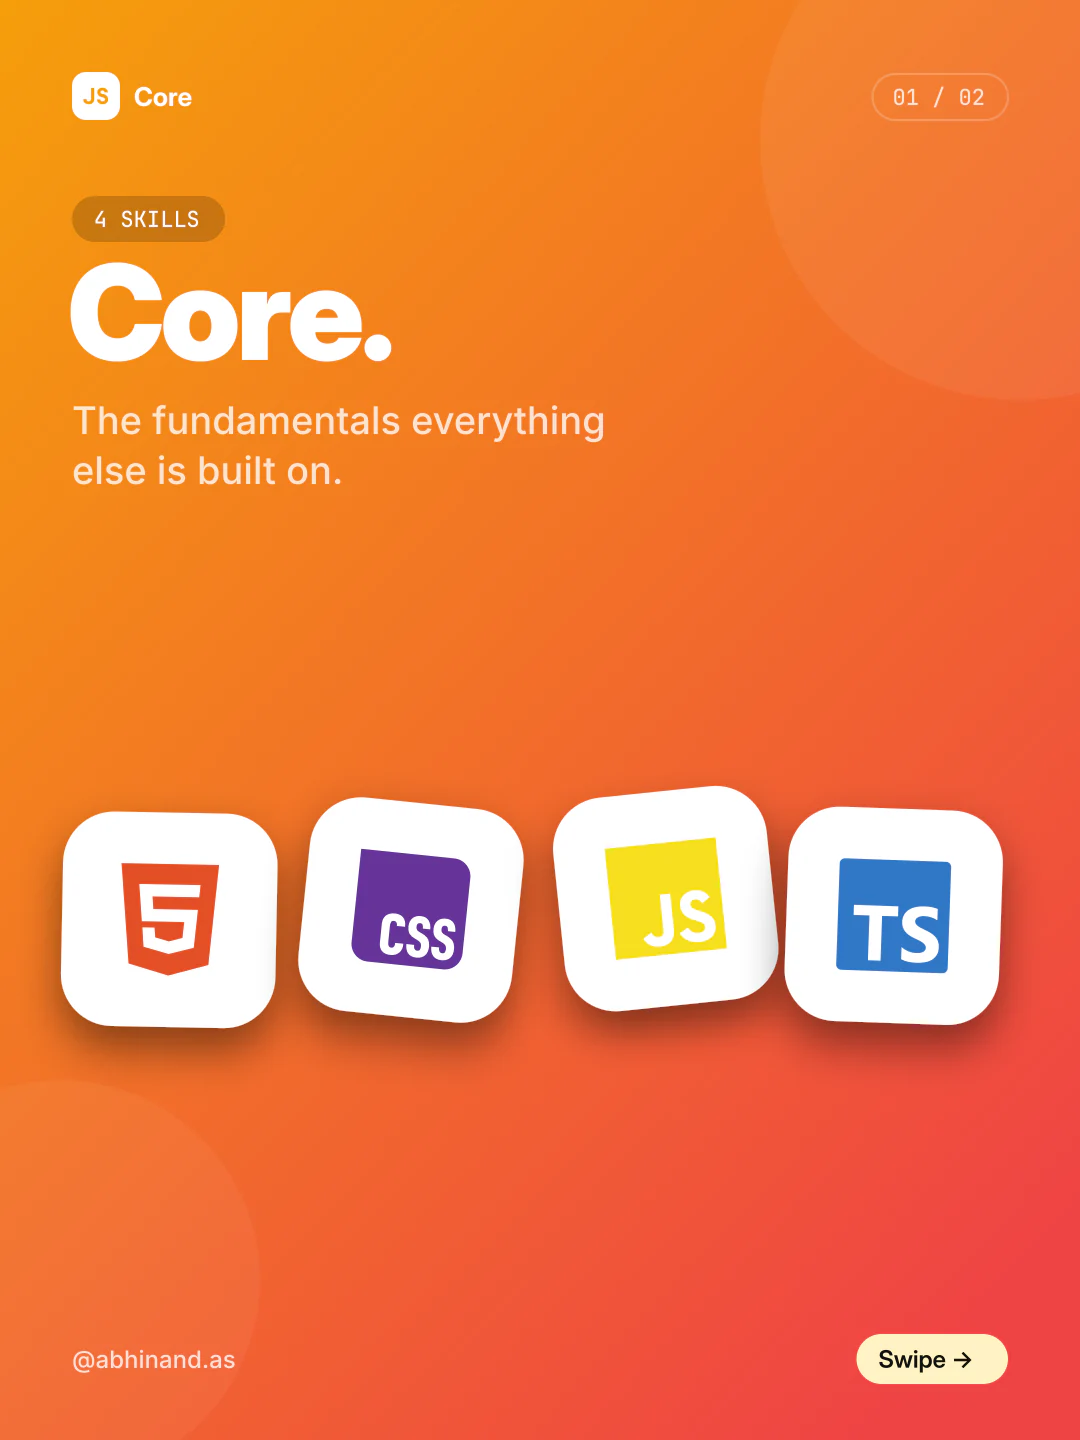 JS Core
01 / 02
4 SKILLS
Core.
The fundamentals everything
else is built on.
5
CSS
JS
TS
@abhinand.as
Swipe →